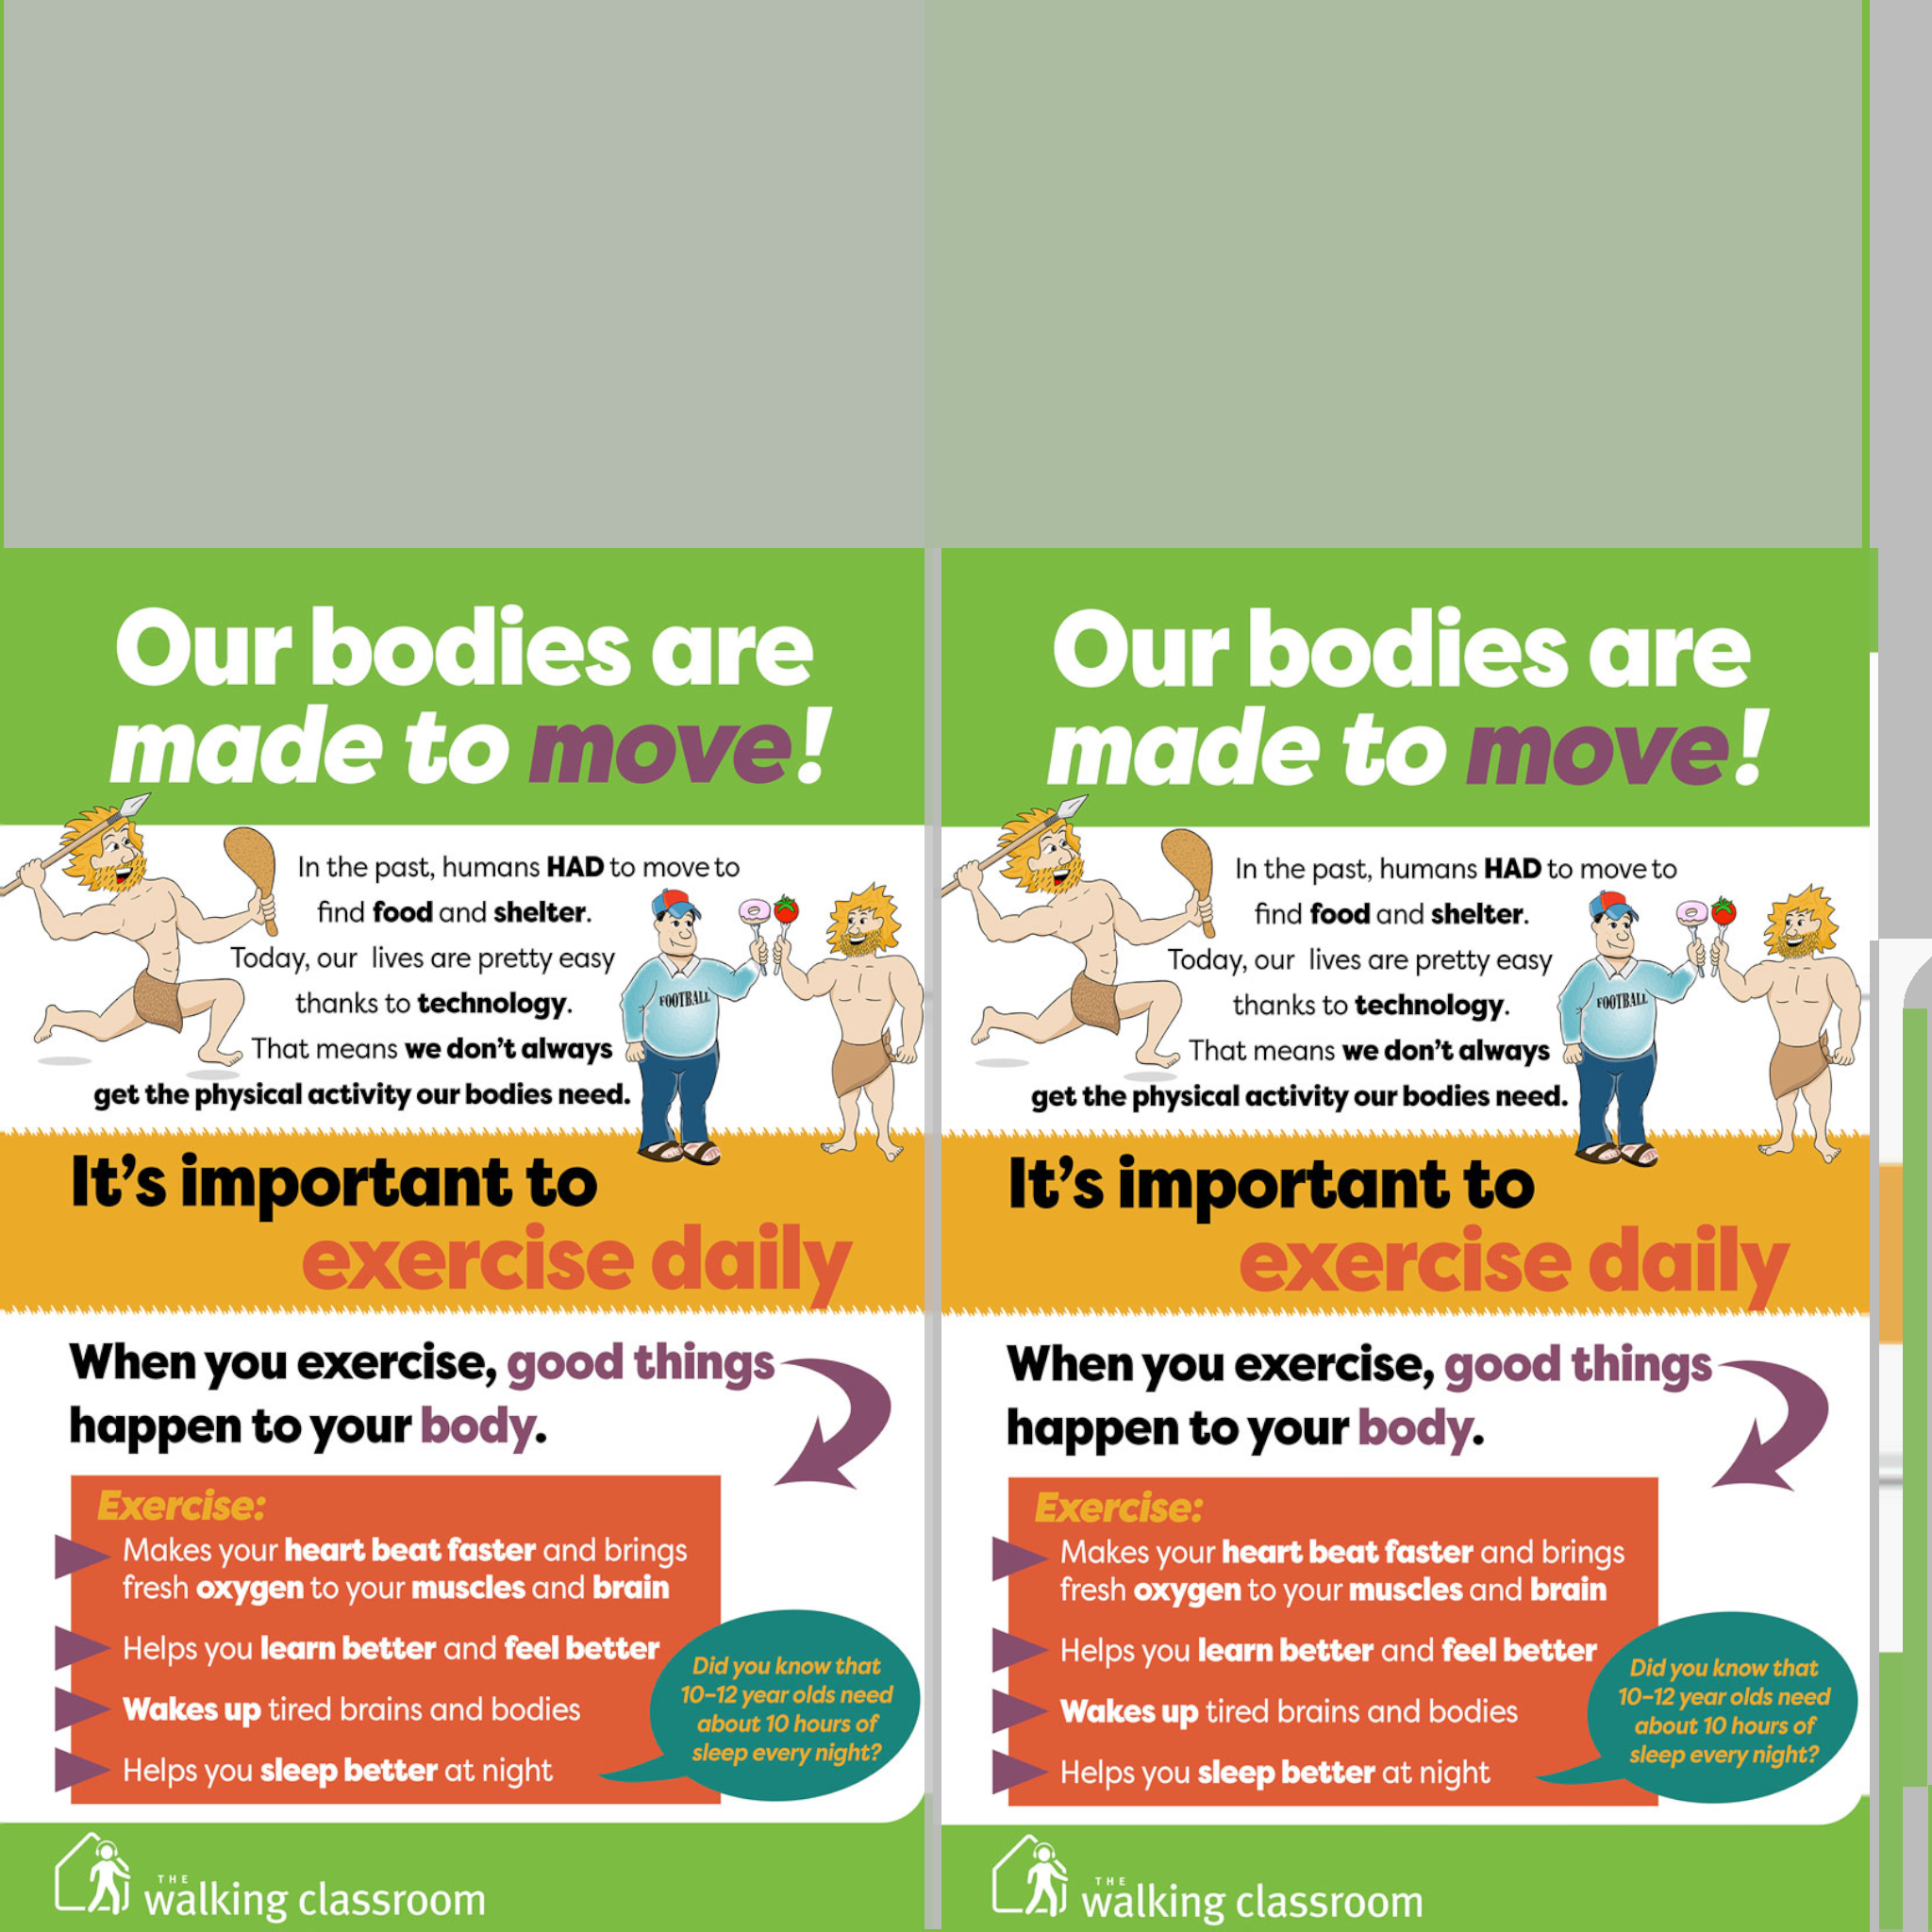 Our bodies are
made to move!
In the past, humans HAD to move to
find food and shelter.
Today, our lives are pretty easy
thanks to technology.
That means we don't always
get the physical activity our bodies need.
FOOTBALL
It's important to
exercise daily
When you exercise, good things
happen to your body.
Exercise:
Makes your heart beat faster and brings
fresh oxygen to your muscles and brain
Helps you learn better and feel better
Wakes up tired brains and bodies
Helps you sleep better at night
Did you know that
10–12 year olds need
about 10 hours of
sleep every night?
THE
walking classroom
Our bodies are
made to move!
In the past, humans HAD to move to
find food and shelter.
Today, our lives are pretty easy
thanks to technology.
That means we don't always
get the physical activity our bodies need.
FOOTBALL
It's important to
exercise daily
When you exercise, good things
happen to your body.
Exercise:
Makes your heart beat faster and brings
fresh oxygen to your muscles and brain
Helps you learn better and feel better
Wakes up tired brains and bodies
Helps you sleep better at night
Did you know that
10–12 year olds need
about 10 hours of
sleep every night?
THE
walking classroom